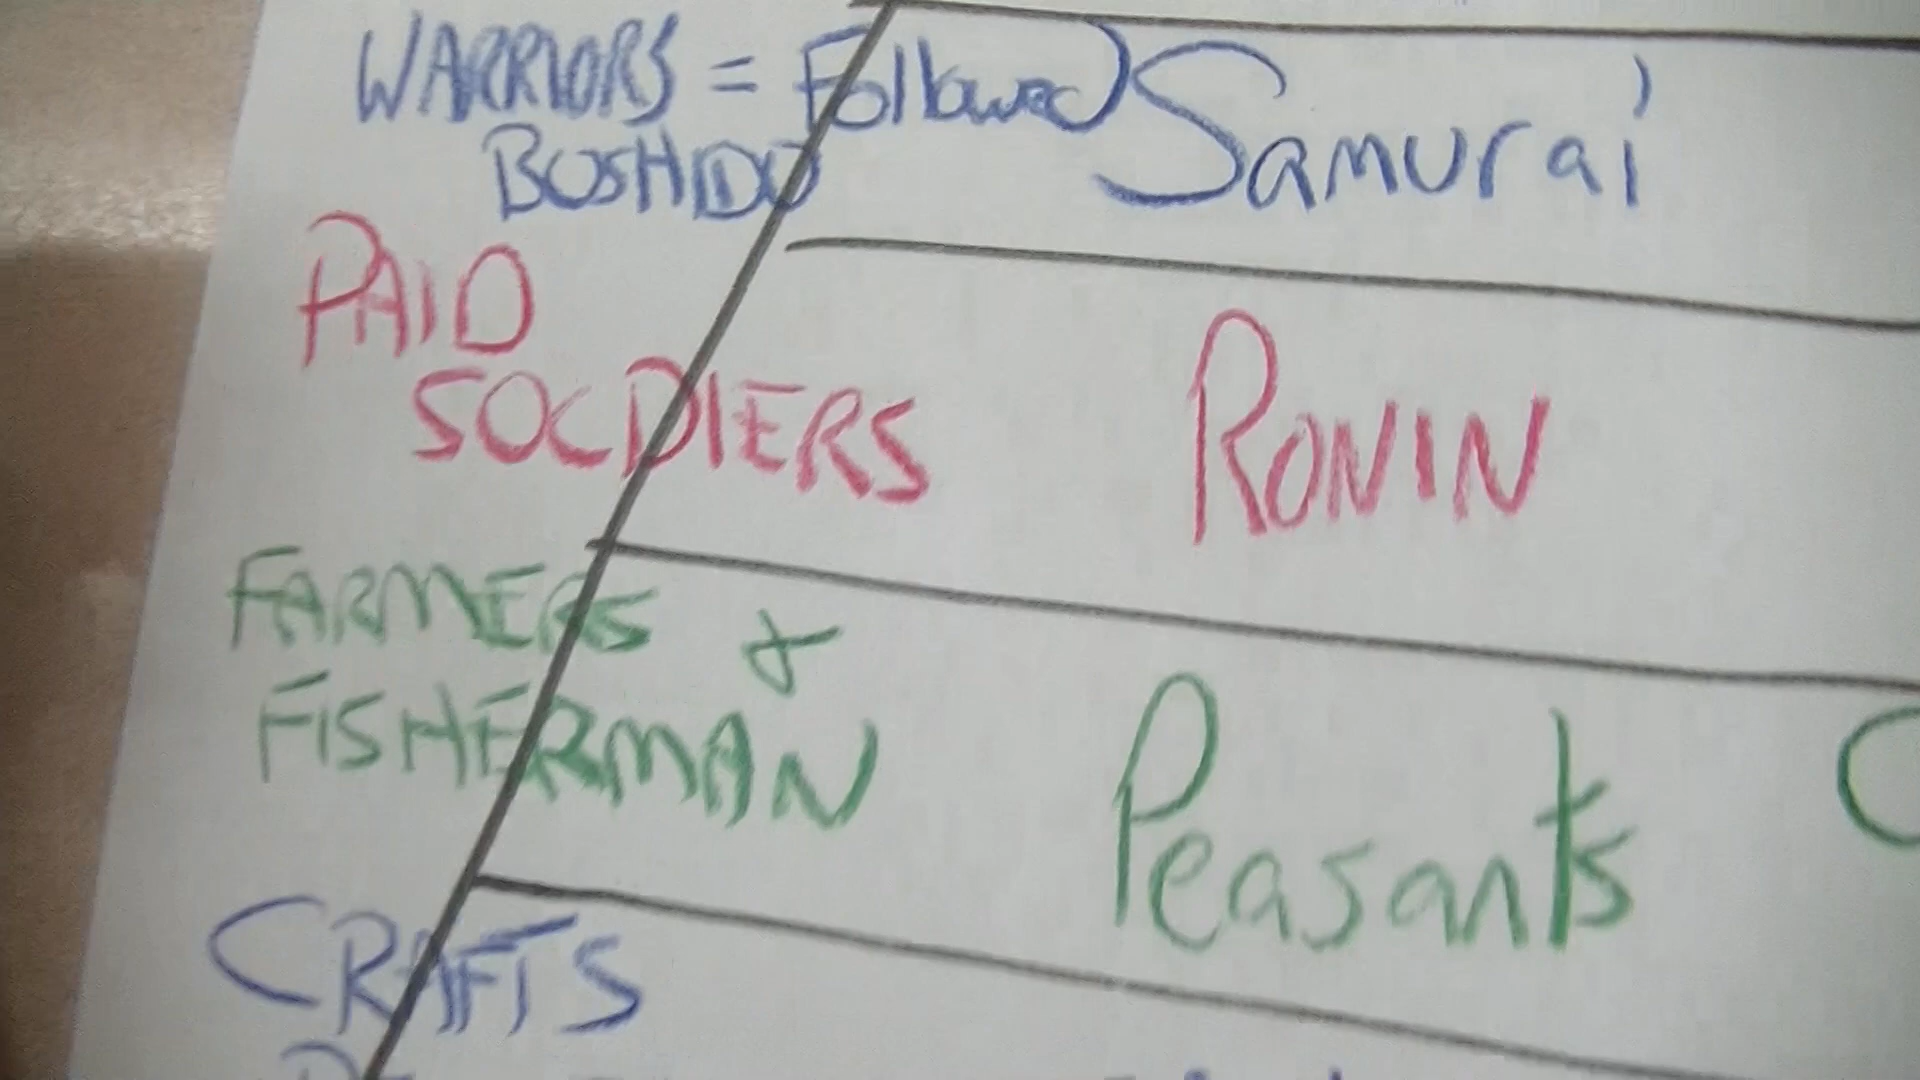 WARRIORS = Followed
BUSHIDO
Samurai
PAID
SOLDIERS
RONIN
FARMERS &
FISHERMAN
Peasants
CRAFTS